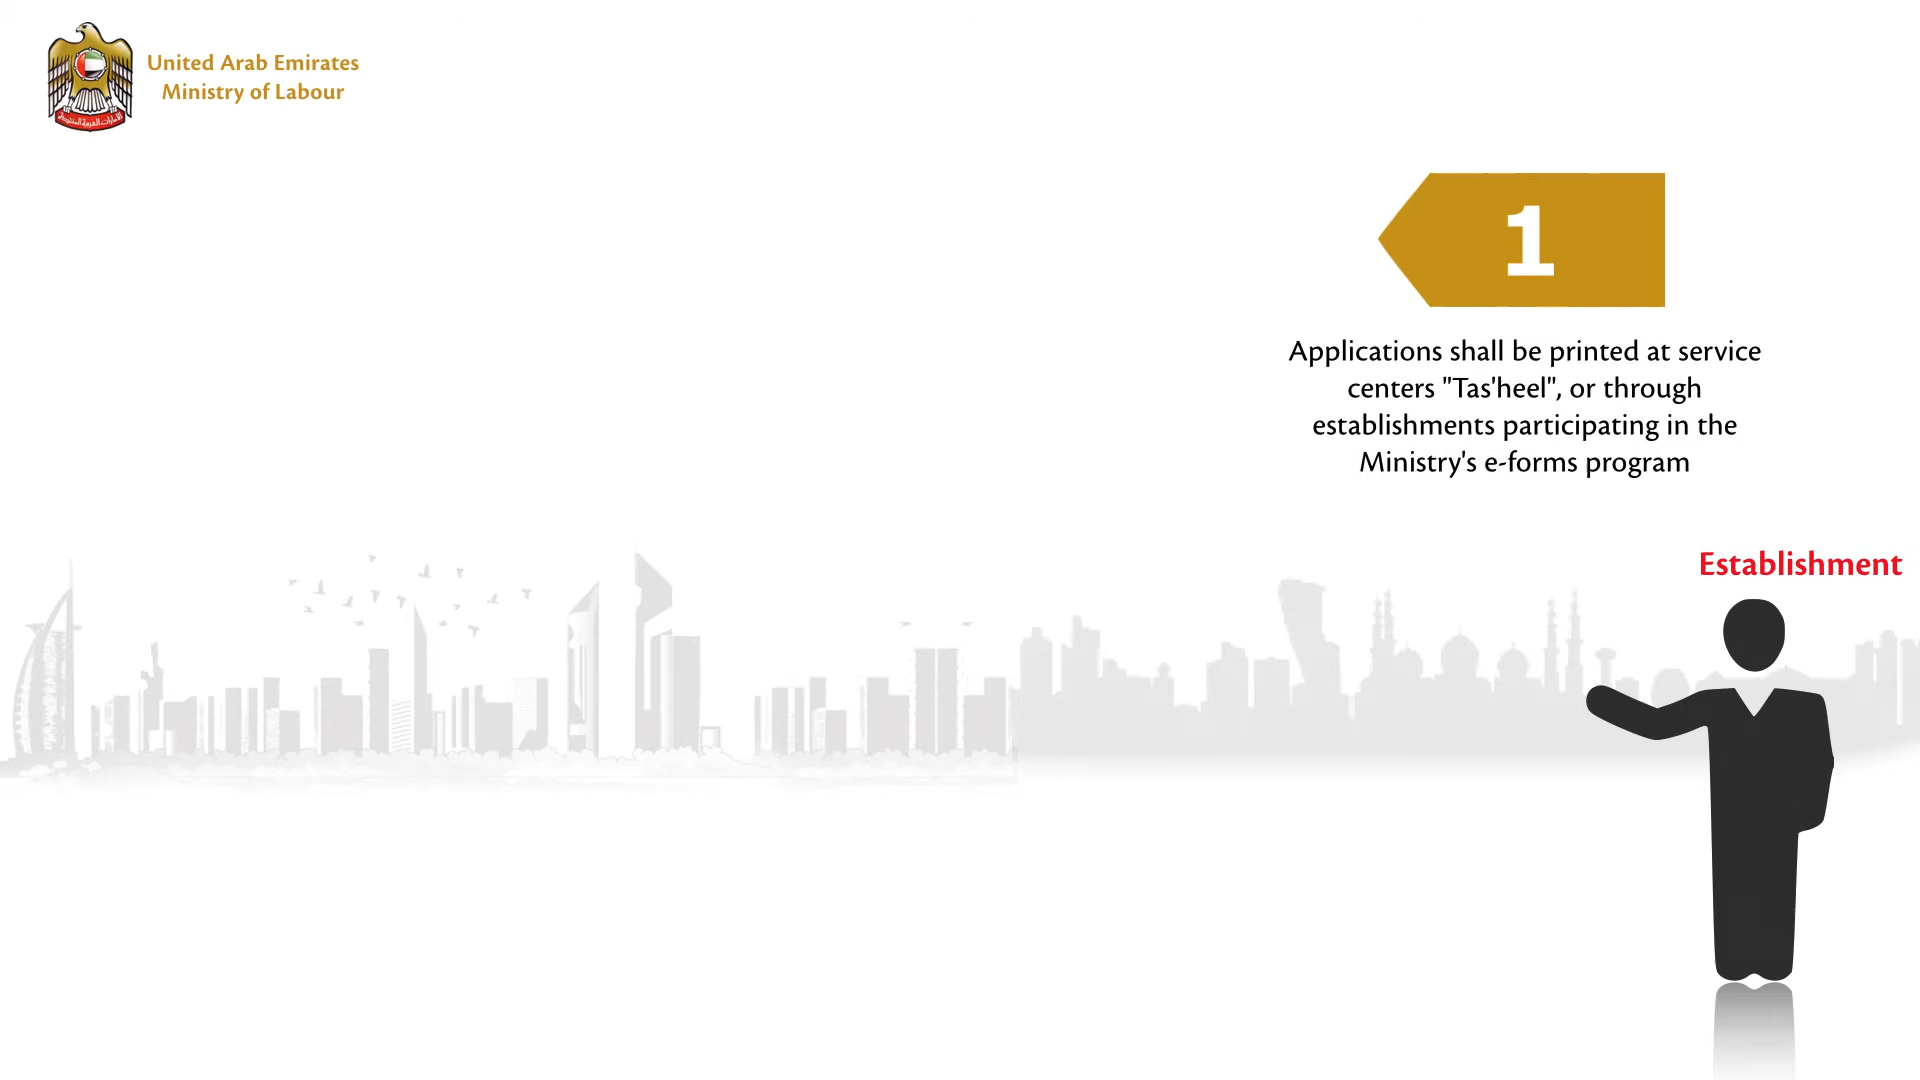 United Arab Emirates
Ministry of Labour
1
Applications shall be printed at service
centers "Tas'heel", or through
establishments participating in the
Ministry's e-forms program
Establishment